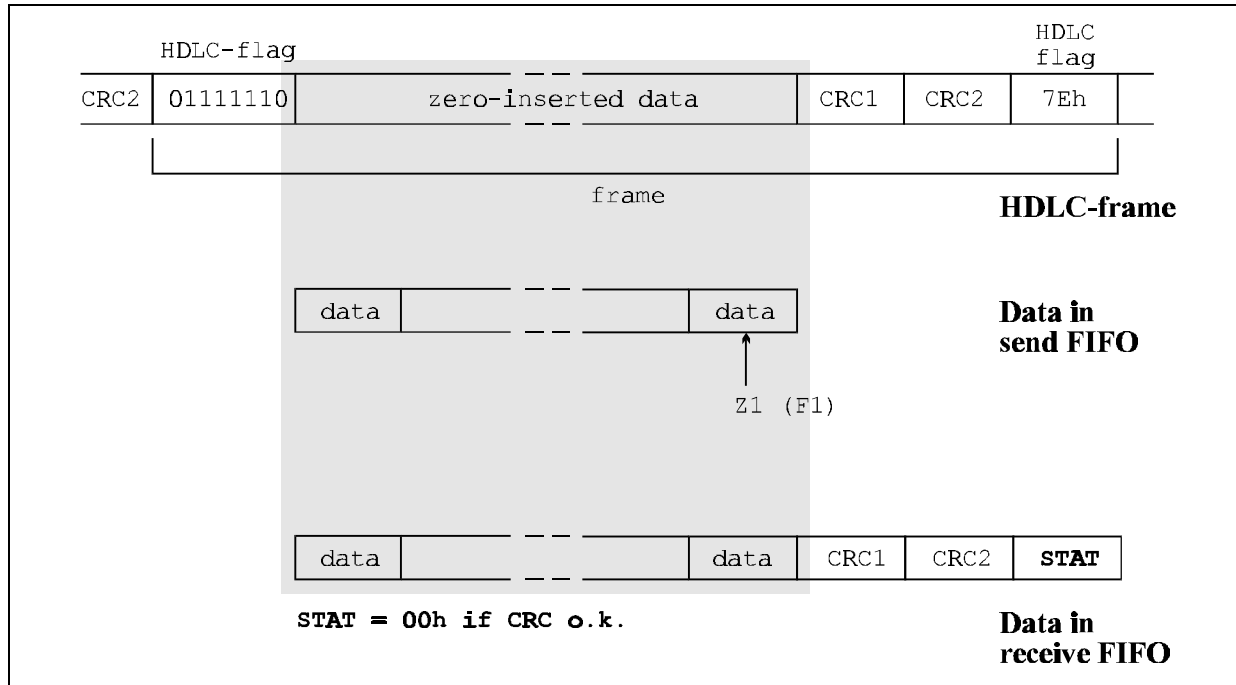 HDLC-flag
HDLC
flag
CRC2 01111110 zero-inserted data CRC1 CRC2 7Eh
frame
HDLC-frame
data data
Data in
send FIFO
Z1 (F1)
data data CRC1 CRC2 STAT
STAT = 00h if CRC o.k.
Data in
receive FIFO